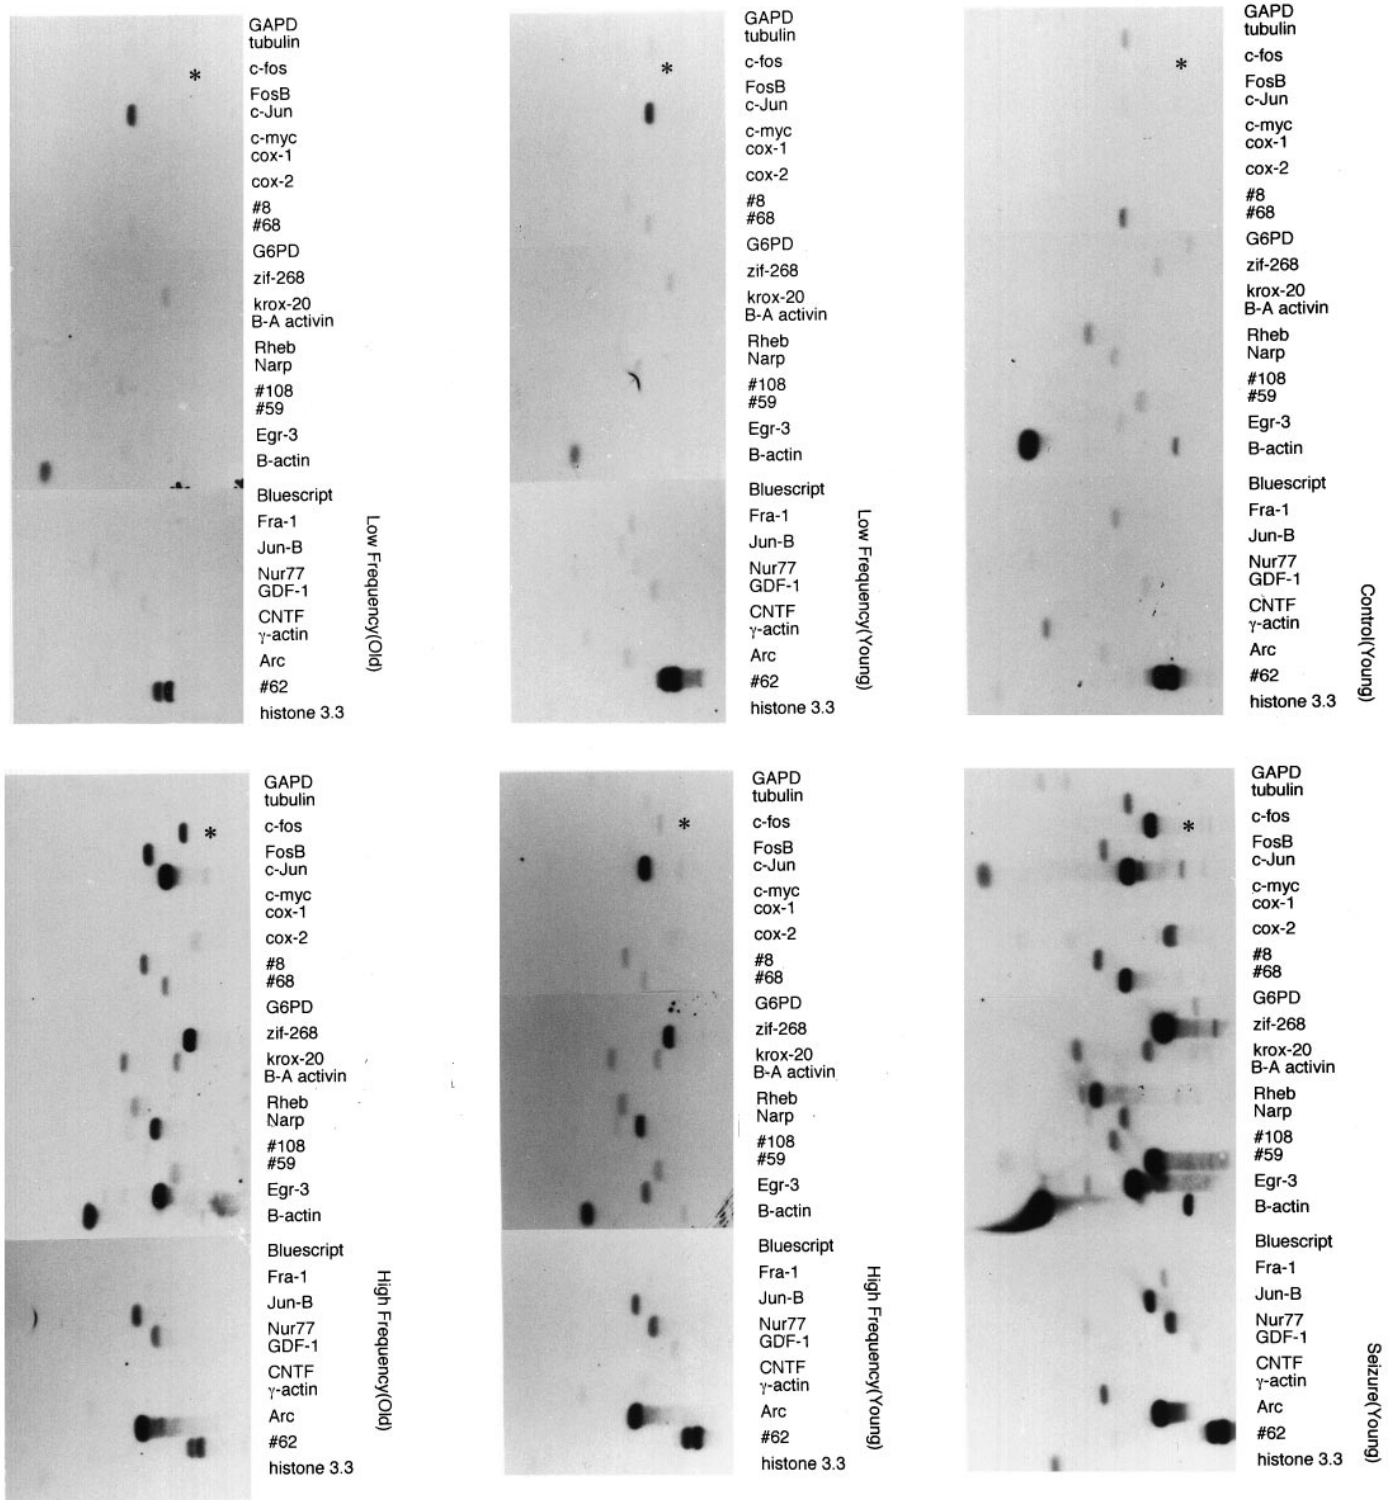 GAPD
tubulin
*
c-fos
FosB
c-Jun
c-myc
cox-1
cox-2
#8
#68
G6PD
zif-268
krox-20
B-A activin
Rheb
Narp
#108
#59
Egr-3
B-actin
Bluescript
Fra-1
Jun-B
Nur77
GDF-1
CNTF
γ-actin
Arc
#62
histone 3.3
Low Frequency(Old)
GAPD
tubulin
*
c-fos
FosB
c-Jun
c-myc
cox-1
cox-2
#8
#68
G6PD
zif-268
krox-20
B-A activin
Rheb
Narp
#108
#59
Egr-3
B-actin
Bluescript
Fra-1
Jun-B
Nur77
GDF-1
CNTF
γ-actin
Arc
#62
histone 3.3
Low Frequency(Young)
GAPD
tubulin
*
c-fos
FosB
c-Jun
c-myc
cox-1
cox-2
#8
#68
G6PD
zif-268
krox-20
B-A activin
Rheb
Narp
#108
#59
Egr-3
B-actin
Bluescript
Fra-1
Jun-B
Nur77
GDF-1
CNTF
γ-actin
Arc
#62
histone 3.3
Control(Young)
GAPD
tubulin
c-fos
*
FosB
c-Jun
c-myc
cox-1
cox-2
#8
#68
G6PD
zif-268
krox-20
B-A activin
Rheb
Narp
#108
#59
Egr-3
B-actin
Bluescript
Fra-1
Jun-B
Nur77
GDF-1
CNTF
γ-actin
Arc
#62
histone 3.3
High Frequency(Old)
GAPD
tubulin
c-fos
*
FosB
c-Jun
c-myc
cox-1
cox-2
#8
#68
G6PD
zif-268
krox-20
B-A activin
Rheb
Narp
#108
#59
Egr-3
B-actin
Bluescript
Fra-1
Jun-B
Nur77
GDF-1
CNTF
γ-actin
Arc
#62
histone 3.3
High Frequency(Young)
GAPD
tubulin
c-fos
*
FosB
c-Jun
c-myc
cox-1
cox-2
#8
#68
G6PD
zif-268
krox-20
B-A activin
Rheb
Narp
#108
#59
Egr-3
B-actin
Bluescript
Fra-1
Jun-B
Nur77
GDF-1
CNTF
γ-actin
Arc
#62
histone 3.3
Seizure(Young)